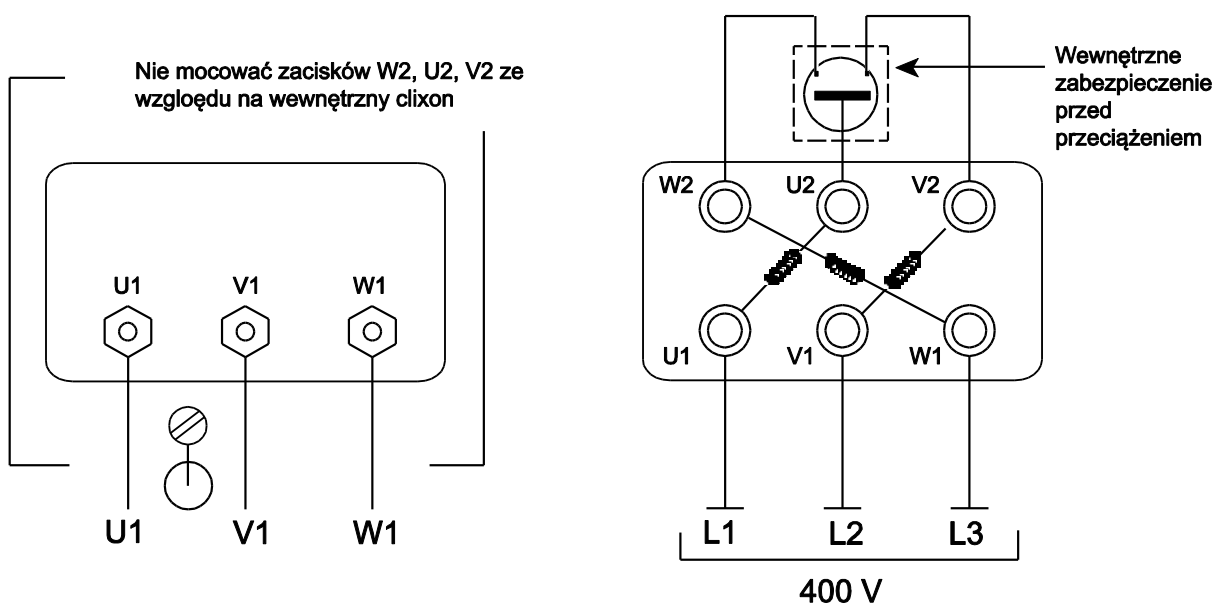 Nie mocować zacisków W2, U2, V2 ze
wzgloędu na wewnętrzny clixon
U1 V1 W1
U1 V1 W1
Wewnętrzne
zabezpieczenie
przed
przeciążeniem
W2 U2 V2
U1 V1 W1
L1 L2 L3
400 V